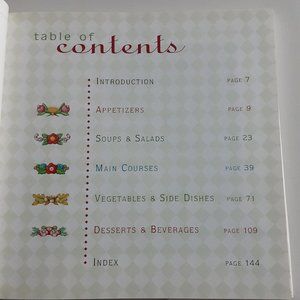 table of
contents
INTRODUCTION PAGE 7
APPETIZERS PAGE 9
SOUPS & SALADS PAGE 23
MAIN COURSES PAGE 39
VEGETABLES & SIDE DISHES PAGE 71
DESSERTS & BEVERAGES PAGE 109
INDEX PAGE 144